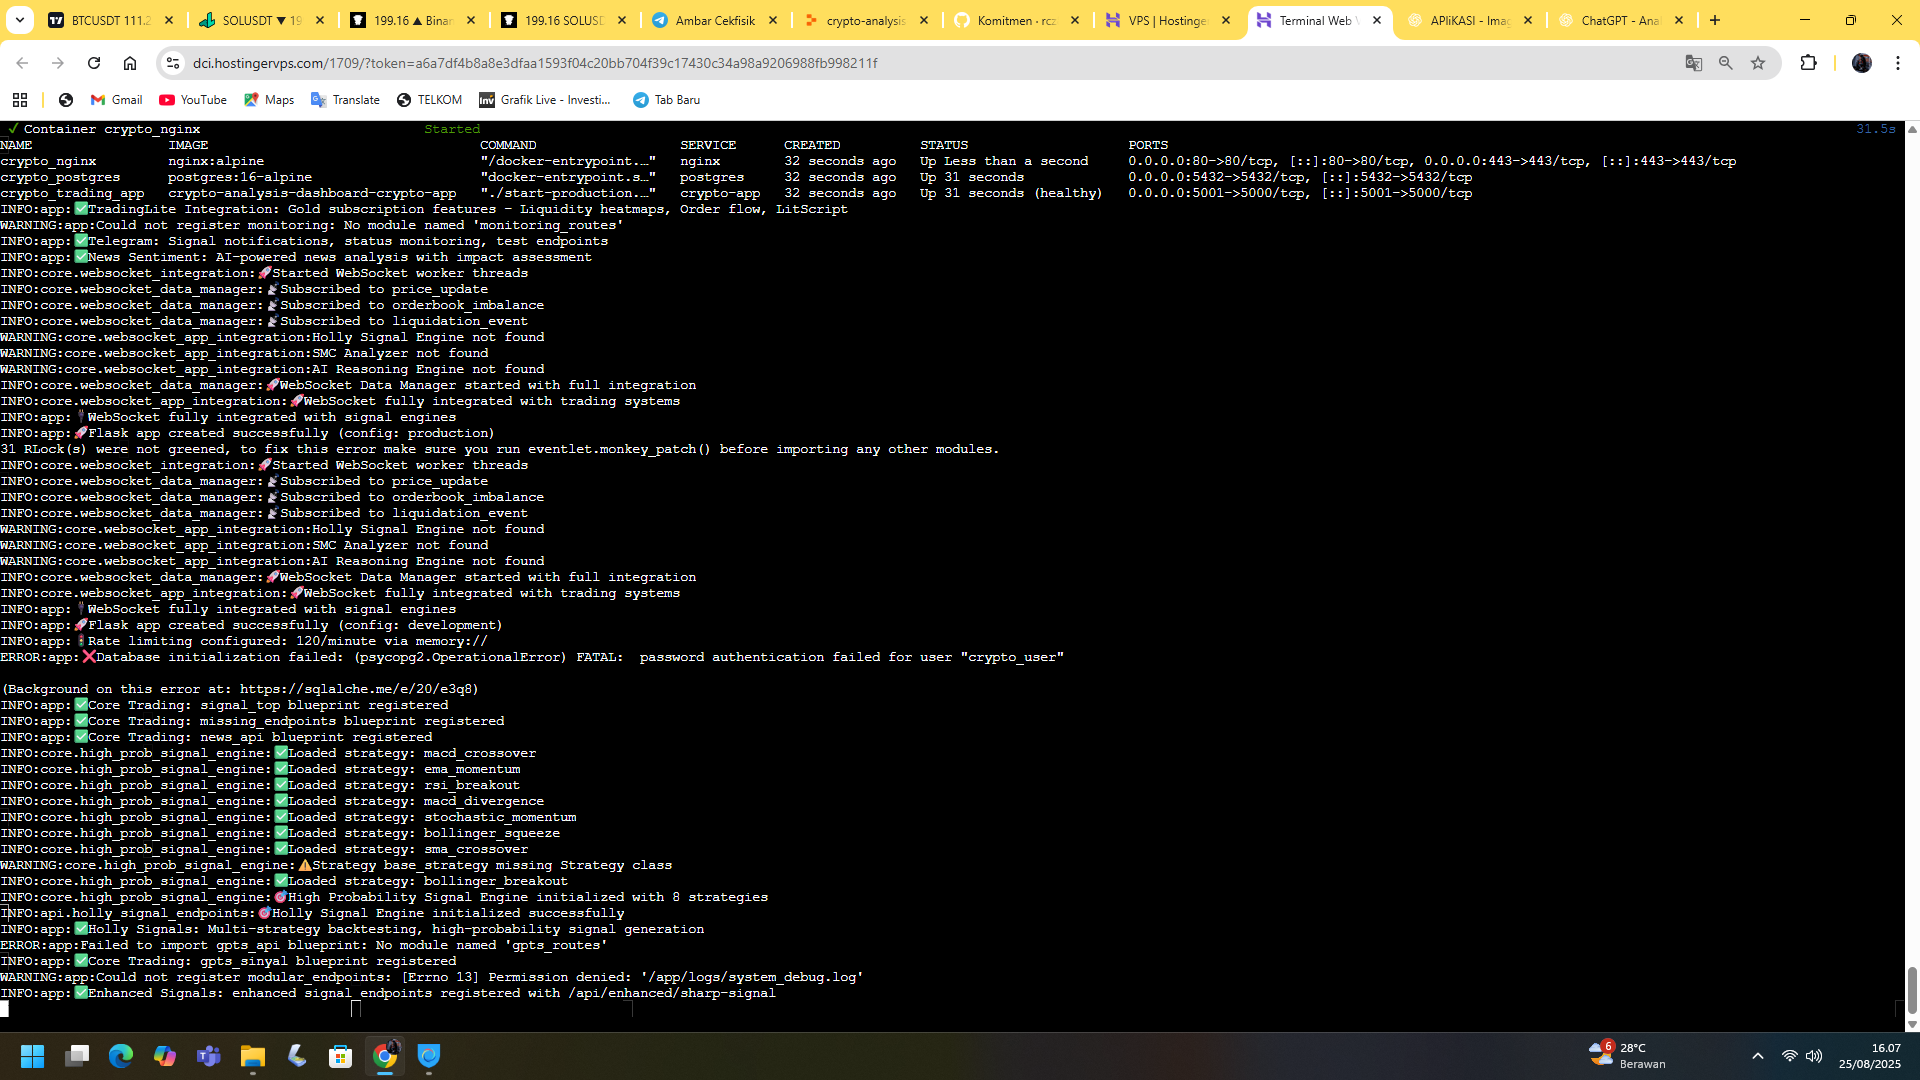 BTCUSDT 111.2
SOLUSDT ▼ 19
199.16 ▲ Binan
199.16 SOLUSD
Ambar Cekfisik
crypto-analysis
Komitmen · rcz
VPS | Hostinge
Terminal Web V
APliKASI - Imag
ChatGPT - Anal
dci.hostingervps.com/1709/?token=a6a7df4b8a8e3dfaa1593f04c20bb704f39c17430c34a98a9206988fb998211f
Gmail YouTube Maps Translate TELKOM Grafik Live - Investi... Tab Baru
✓ Container crypto_nginx Started 31.5s
NAME IMAGE COMMAND SERVICE CREATED STATUS PORTS
crypto_nginx nginx:alpine "/docker-entrypoint.…" nginx 32 seconds ago Up Less than a second 0.0.0.0:80->80/tcp, [::]:80->80/tcp, 0.0.0.0:443->443/tcp, [::]:443->443/tcp
crypto_postgres postgres:16-alpine "docker-entrypoint.s…" postgres 32 seconds ago Up 31 seconds 0.0.0.0:5432->5432/tcp, [::]:5432->5432/tcp
crypto_trading_app crypto-analysis-dashboard-crypto-app "./start-production.…" crypto-app 32 seconds ago Up 31 seconds (healthy) 0.0.0.0:5001->5000/tcp, [::]:5001->5000/tcp
INFO:app:✅TradingLite Integration: Gold subscription features - Liquidity heatmaps, Order flow, LitScript
WARNING:app:Could not register monitoring: No module named 'monitoring_routes'
INFO:app:✅Telegram: Signal notifications, status monitoring, test endpoints
INFO:app:✅News Sentiment: AI-powered news analysis with impact assessment
INFO:core.websocket_integration:🚀Started WebSocket worker threads
INFO:core.websocket_data_manager:📡Subscribed to price_update
INFO:core.websocket_data_manager:📡Subscribed to orderbook_imbalance
INFO:core.websocket_data_manager:📡Subscribed to liquidation_event
WARNING:core.websocket_app_integration:Holly Signal Engine not found
WARNING:core.websocket_app_integration:SMC Analyzer not found
WARNING:core.websocket_app_integration:AI Reasoning Engine not found
INFO:core.websocket_data_manager:🚀WebSocket Data Manager started with full integration
INFO:core.websocket_app_integration:🚀WebSocket fully integrated with trading systems
INFO:app:🔌WebSocket fully integrated with signal engines
INFO:app:🚀Flask app created successfully (config: production)
31 RLock(s) were not greened, to fix this error make sure you run eventlet.monkey_patch() before importing any other modules.
INFO:core.websocket_integration:🚀Started WebSocket worker threads
INFO:core.websocket_data_manager:📡Subscribed to price_update
INFO:core.websocket_data_manager:📡Subscribed to orderbook_imbalance
INFO:core.websocket_data_manager:📡Subscribed to liquidation_event
WARNING:core.websocket_app_integration:Holly Signal Engine not found
WARNING:core.websocket_app_integration:SMC Analyzer not found
WARNING:core.websocket_app_integration:AI Reasoning Engine not found
INFO:core.websocket_data_manager:🚀WebSocket Data Manager started with full integration
INFO:core.websocket_app_integration:🚀WebSocket fully integrated with trading systems
INFO:app:🔌WebSocket fully integrated with signal engines
INFO:app:🚀Flask app created successfully (config: development)
INFO:app:🚦Rate limiting configured: 120/minute via memory://
ERROR:app:❌Database initialization failed: (psycopg2.OperationalError) FATAL:  password authentication failed for user "crypto_user"
(Background on this error at: https://sqlalche.me/e/20/e3q8)
INFO:app:✅Core Trading: signal_top blueprint registered
INFO:app:✅Core Trading: missing_endpoints blueprint registered
INFO:app:✅Core Trading: news_api blueprint registered
INFO:core.high_prob_signal_engine:✅Loaded strategy: macd_crossover
INFO:core.high_prob_signal_engine:✅Loaded strategy: ema_momentum
INFO:core.high_prob_signal_engine:✅Loaded strategy: rsi_breakout
INFO:core.high_prob_signal_engine:✅Loaded strategy: macd_divergence
INFO:core.high_prob_signal_engine:✅Loaded strategy: stochastic_momentum
INFO:core.high_prob_signal_engine:✅Loaded strategy: bollinger_squeeze
INFO:core.high_prob_signal_engine:✅Loaded strategy: sma_crossover
WARNING:core.high_prob_signal_engine:⚠️Strategy base_strategy missing Strategy class
INFO:core.high_prob_signal_engine:✅Loaded strategy: bollinger_breakout
INFO:core.high_prob_signal_engine:🎯High Probability Signal Engine initialized with 8 strategies
INFO:api.holly_signal_endpoints:🎯Holly Signal Engine initialized successfully
INFO:app:✅Holly Signals: Multi-strategy backtesting, high-probability signal generation
ERROR:app:Failed to import gpts_api blueprint: No module named 'gpts_routes'
INFO:app:✅Core Trading: gpts_sinyal blueprint registered
WARNING:app:Could not register modular_endpoints: [Errno 13] Permission denied: '/app/logs/system_debug.log'
INFO:app:✅Enhanced Signals: enhanced signal endpoints registered with /api/enhanced/sharp-signal
6
28°C
Berawan
16.07
25/08/2025